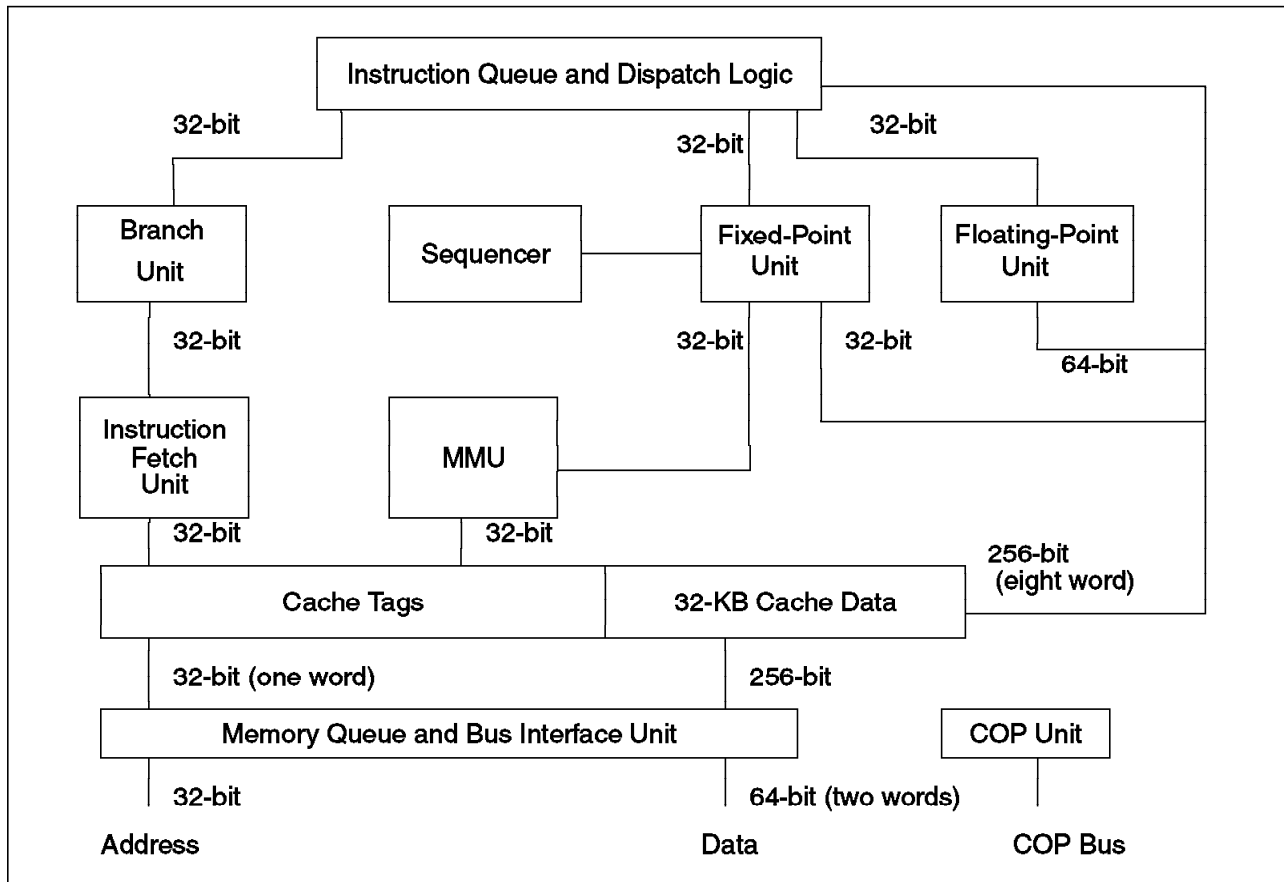 Instruction Queue and Dispatch Logic
32-bit
32-bit
32-bit
Branch
Unit
Sequencer
Fixed-Point
Unit
Floating-Point
Unit
32-bit
32-bit
32-bit
64-bit
Instruction
Fetch
Unit
MMU
32-bit
32-bit
256-bit
(eight word)
Cache Tags
32-KB Cache Data
32-bit (one word)
256-bit
Memory Queue and Bus Interface Unit
COP Unit
32-bit
64-bit (two words)
Address
Data
COP Bus